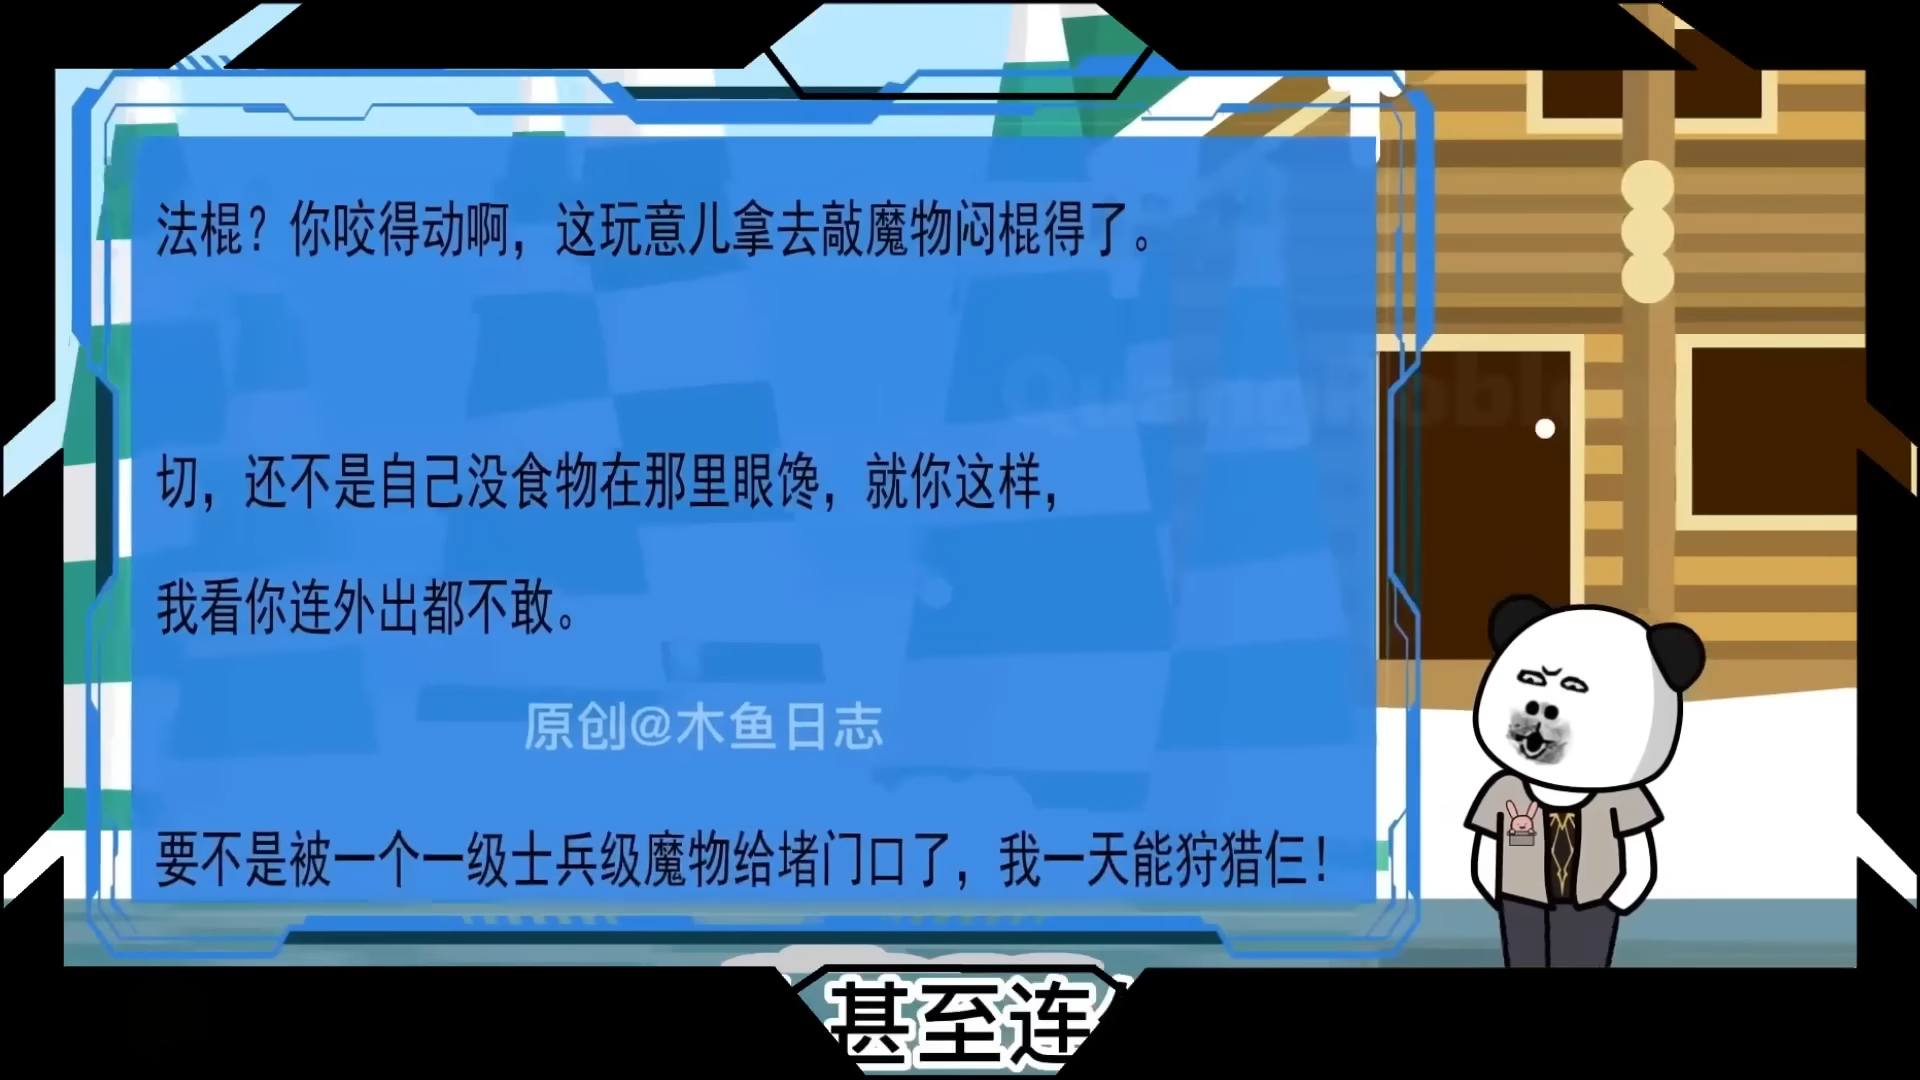 法棍？你咬得动啊，这玩意儿拿去敲魔物闷棍得了。
切，还不是自己没食物在那里眼馋，就你这样，
我看你连外出都不敢。
原创@木鱼日志
要不是被一个一级士兵级魔物给堵门口了，我一天能狩猎仨！
甚至连